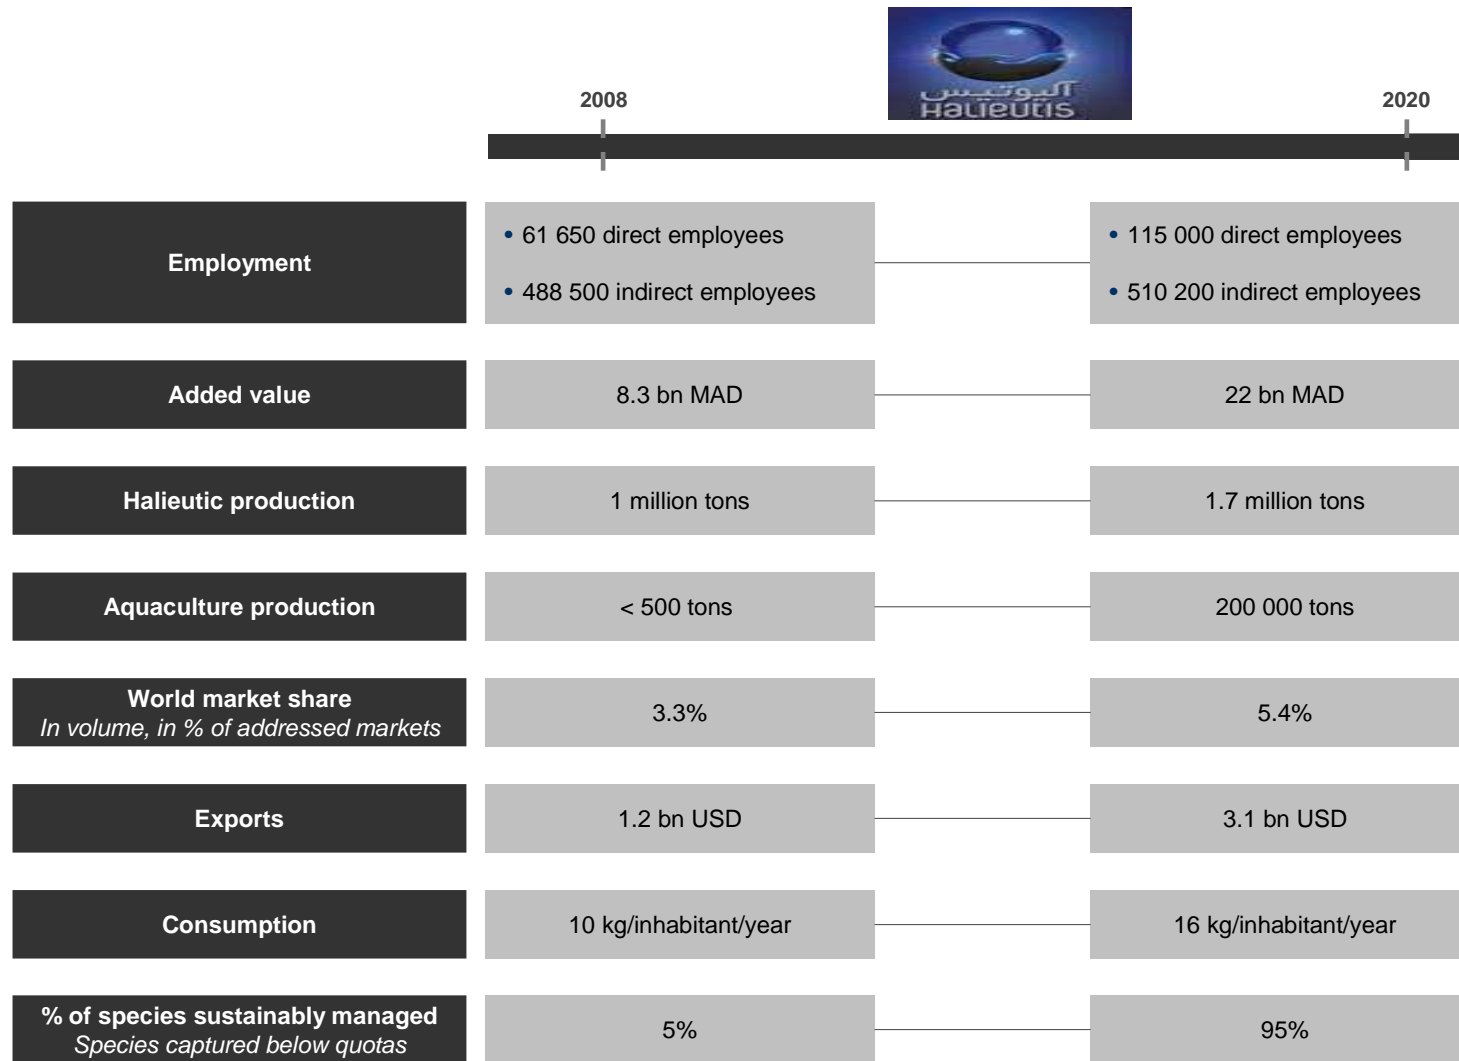 آليوتيس
HALIEUTIS
2008
2020
Employment
• 61 650 direct employees
• 488 500 indirect employees
• 115 000 direct employees
• 510 200 indirect employees
Added value
8.3 bn MAD
22 bn MAD
Halieutic production
1 million tons
1.7 million tons
Aquaculture production
< 500 tons
200 000 tons
World market share
In volume, in % of addressed markets
3.3%
5.4%
Exports
1.2 bn USD
3.1 bn USD
Consumption
10 kg/inhabitant/year
16 kg/inhabitant/year
% of species sustainably managed
Species captured below quotas
5%
95%